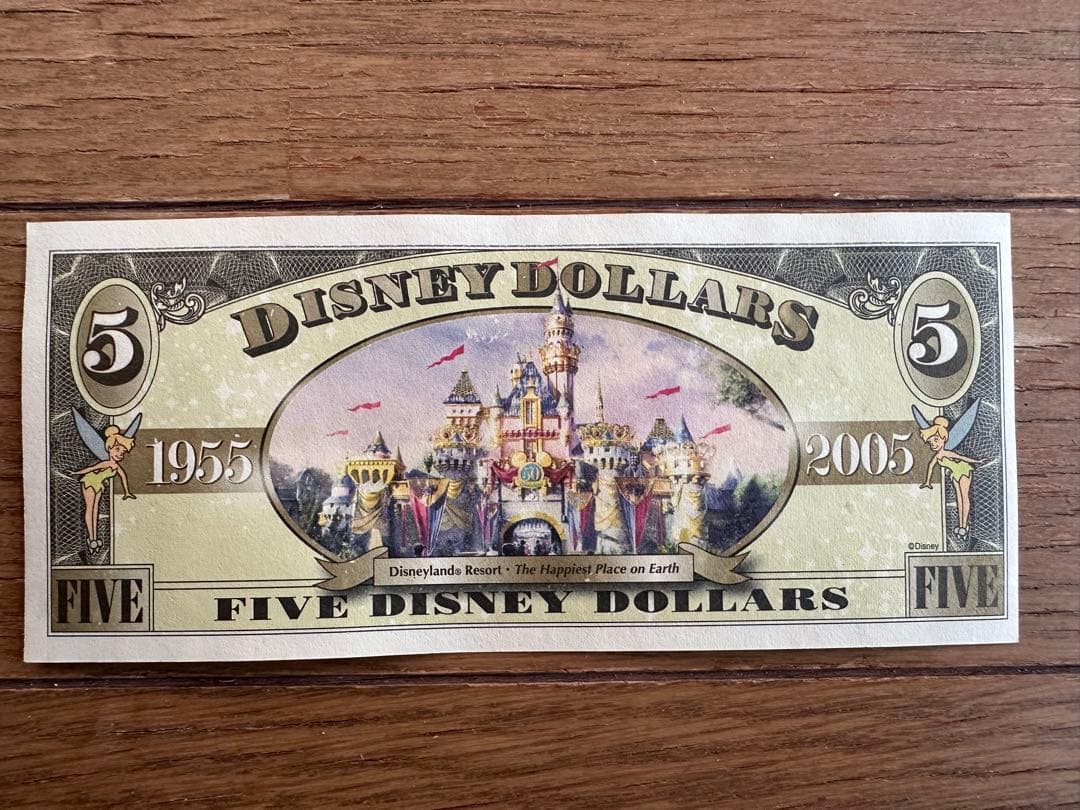 DISNEY DOLLARS
5 5
1955 2005
50
©Disney
Disneyland® Resort • The Happiest Place on Earth
FIVE FIVE
FIVE DISNEY DOLLARS